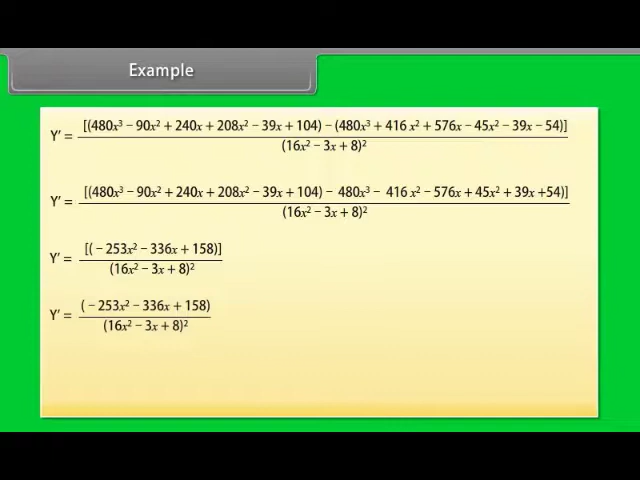 Example
Y′ = [(480x³ − 90x² + 240x + 208x² − 39x + 104) − (480x³ + 416 x² + 576x − 45x² − 39x − 54)] / (16x² − 3x + 8)²
Y′ = [(480x³ − 90x² + 240x + 208x² − 39x + 104) − 480x³ − 416 x² − 576x + 45x² + 39x +54)] / (16x² − 3x + 8)²
Y′ = [( − 253x² − 336x + 158)] / (16x² − 3x + 8)²
Y′ = ( − 253x² − 336x + 158) / (16x² − 3x + 8)²